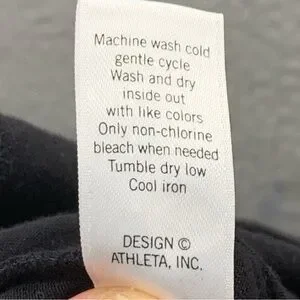 Machine wash cold
gentle cycle
Wash and dry
inside out
with like colors
Only non-chlorine
bleach when needed
Tumble dry low
Cool iron
DESIGN ©
ATHLETA, INC.